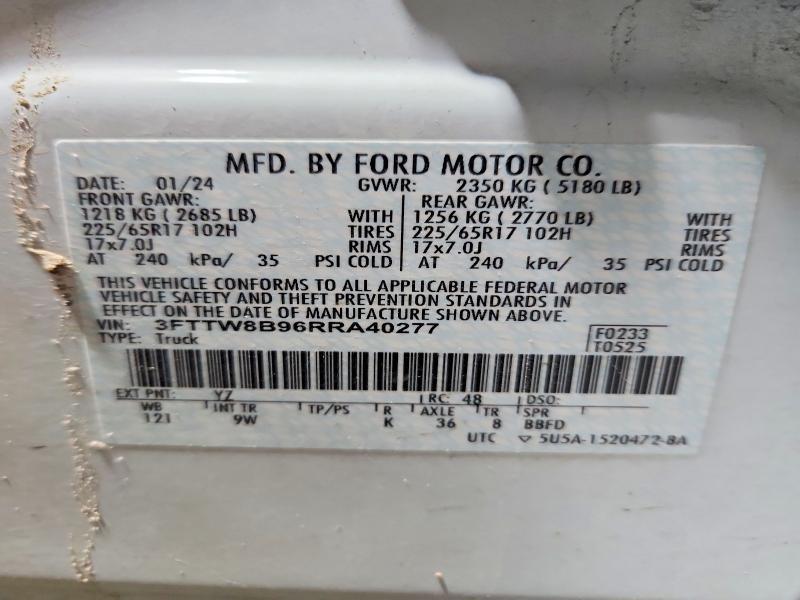 MFD. BY FORD MOTOR CO.
DATE: 01/24 GVWR: 2350 KG ( 5180 LB)
FRONT GAWR: REAR GAWR:
1218 KG ( 2685 LB) WITH 1256 KG ( 2770 LB) WITH
225/65R17 102H TIRES 225/65R17 102H TIRES
17x7.0J RIMS 17x7.0J RIMS
AT 240 kPa/ 35 PSI COLD AT 240 kPa/ 35 PSI COLD
THIS VEHICLE CONFORMS TO ALL APPLICABLE FEDERAL MOTOR
VEHICLE SAFETY AND THEFT PREVENTION STANDARDS IN
EFFECT ON THE DATE OF MANUFACTURE SHOWN ABOVE.
VIN: 3FTTW8B96RRA40277 F0233
TYPE: Truck T0525
EXT PNT: YZ RC: 48 DSO:
WB INT TR TP/PS R AXLE TR SPR
121 9W K 36 8 BBFD
UTC ▽ 5U5A-1520472-BA